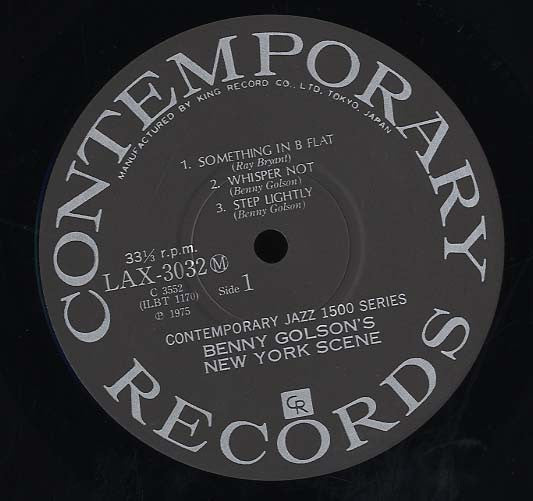 CONTEMPORARY
MANUFACTURED BY KING RECORD CO., LTD, TOKYO, JAPAN
1. SOMETHING IN B FLAT
(Ray Bryant)
2. WHISPER NOT
(Benny Golson)
3. STEP LIGHTLY
(Benny Golson)
33⅓ r.p.m.
LAX-3032 Ⓜ
C 3552
(ILBT 1170)
℗ 1975
Side 1
CONTEMPORARY JAZZ 1500 SERIES
BENNY GOLSON'S
NEW YORK SCENE
CR
RECORDS